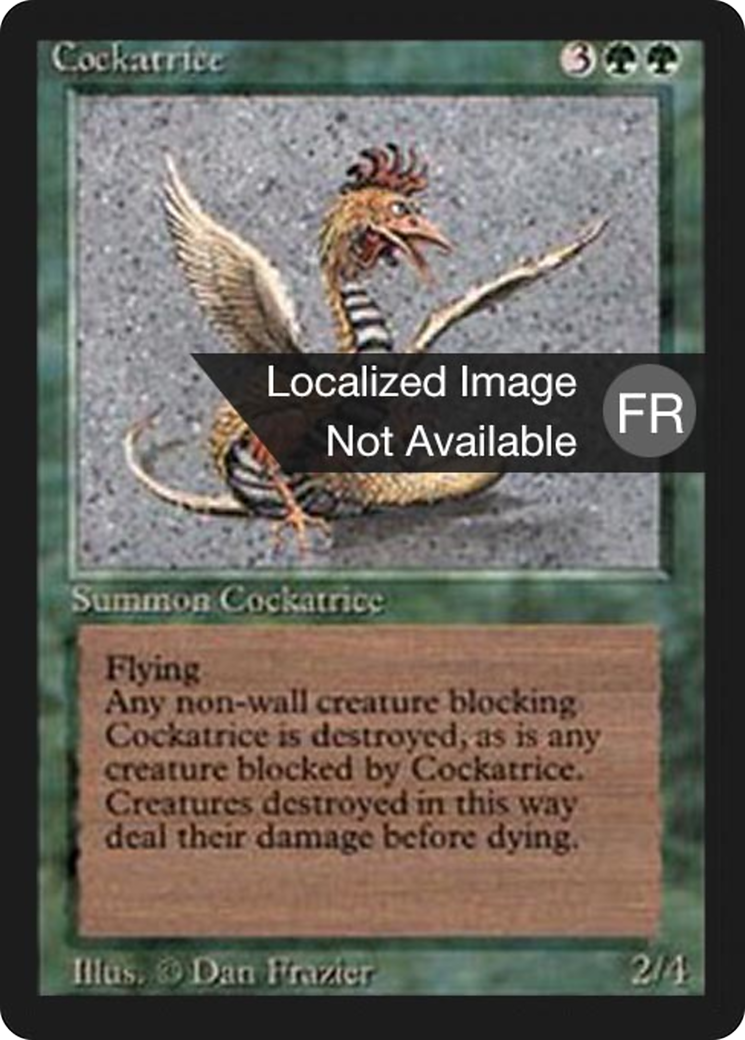 Cockatrice 3
Localized Image
Not Available
FR
Summon Cockatrice
Flying
Any non-wall creature blocking
Cockatrice is destroyed, as is any
creature blocked by Cockatrice.
Creatures destroyed in this way
deal their damage before dying.
Illus. © Dan Frazier 2/4